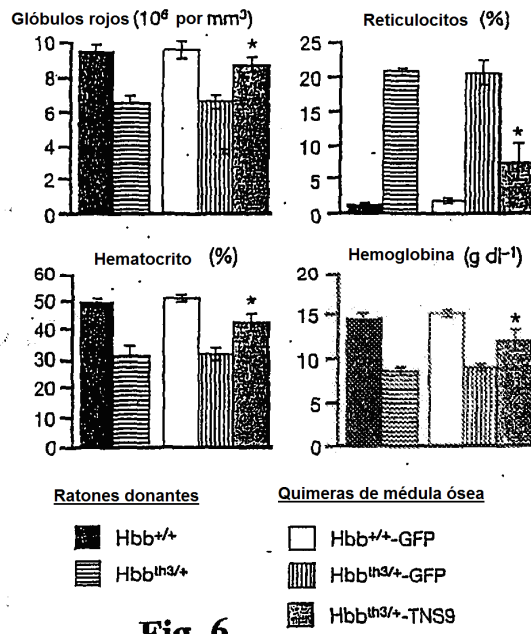 Glóbulos rojos (10⁶ por mm³)
10
8
6
4
2
0
*
Reticulocitos (%)
25
20
15
10
5
0
*
Hematocrito (%)
60
50
40
30
20
10
0
*
Hemoglobina (g dl⁻¹)
20
15
10
5
0
*
Ratones donantes
Hbb⁺/⁺
Hbbᵗʰ³/⁺
Quimeras de médula ósea
Hbb⁺/⁺-GFP
Hbbᵗʰ³/⁺-GFP
Hbbᵗʰ³/⁺-TNS9
Fig. 6